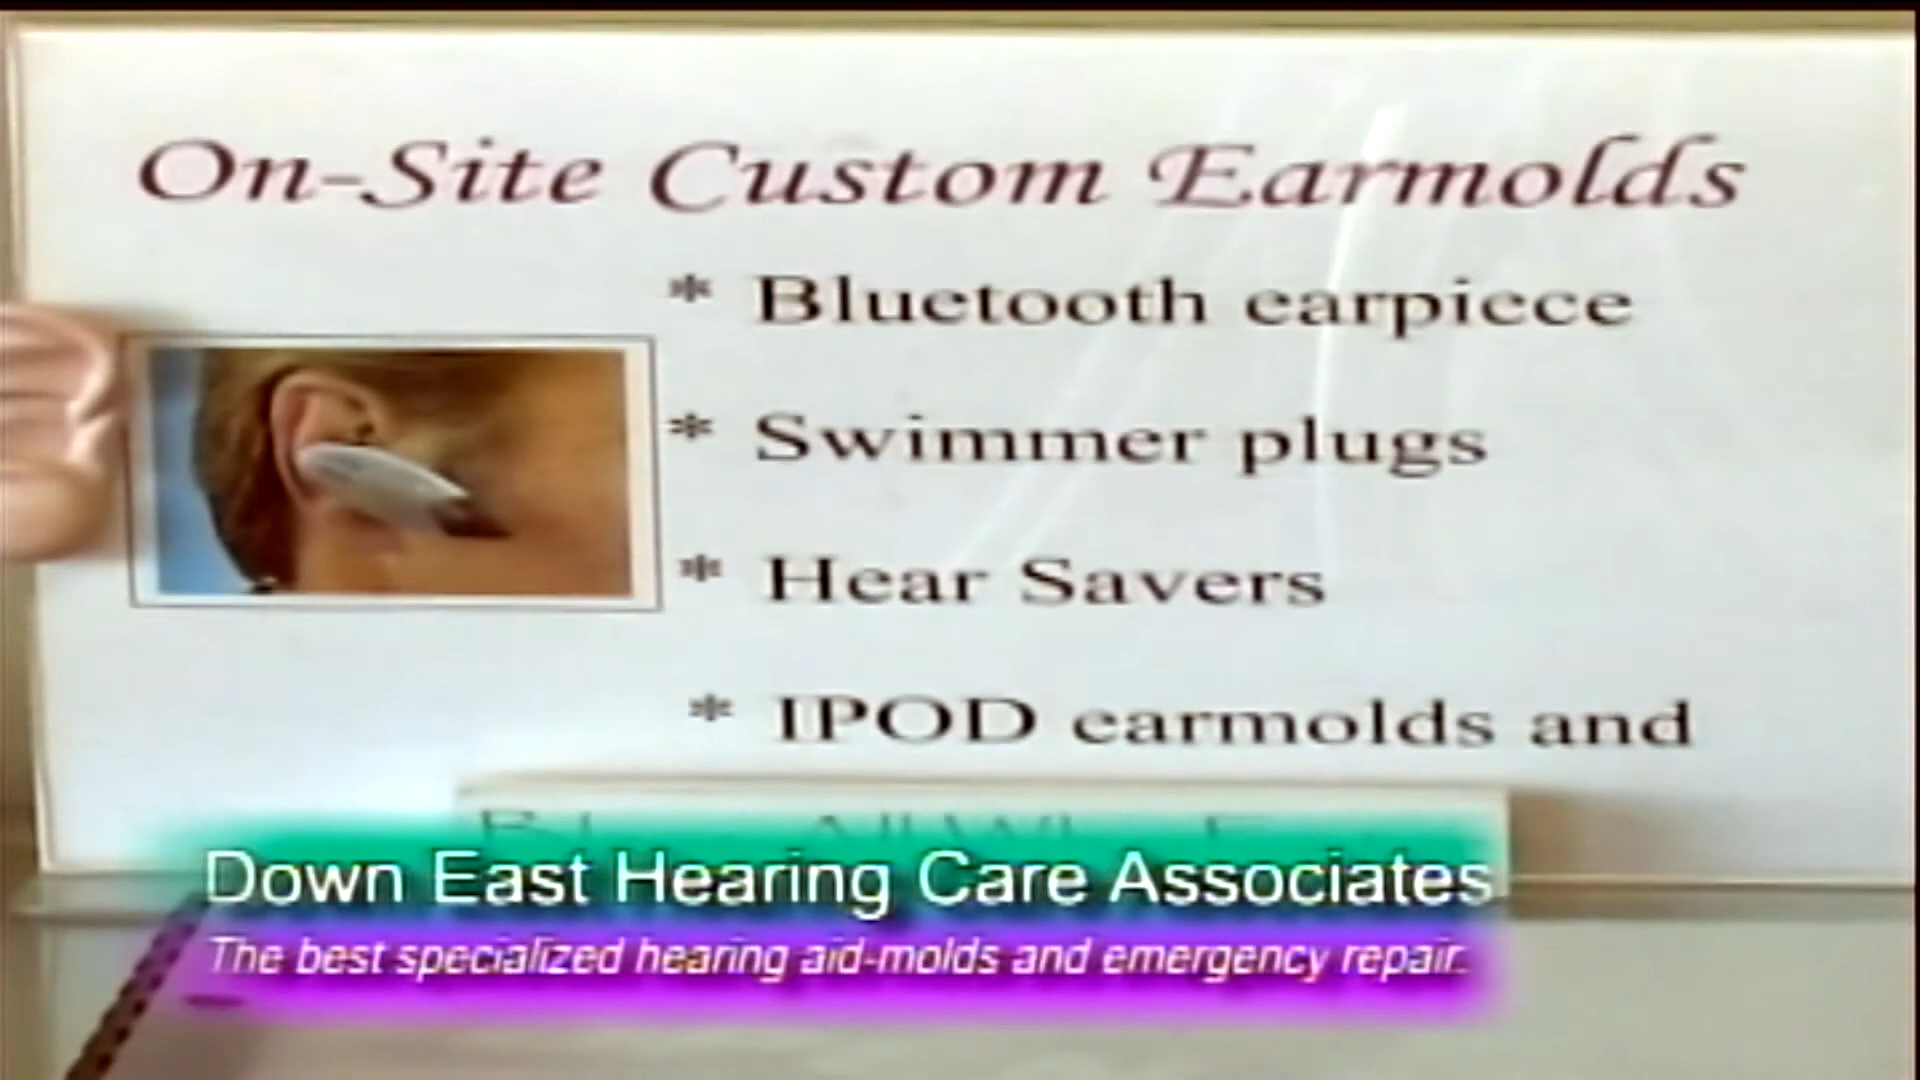 On-Site Custom Earmolds
* Bluetooth earpiece
* Swimmer plugs
* Hear Savers
* IPOD earmolds and
Down East Hearing Care Associates
The best specialized hearing aid-molds and emergency repair.